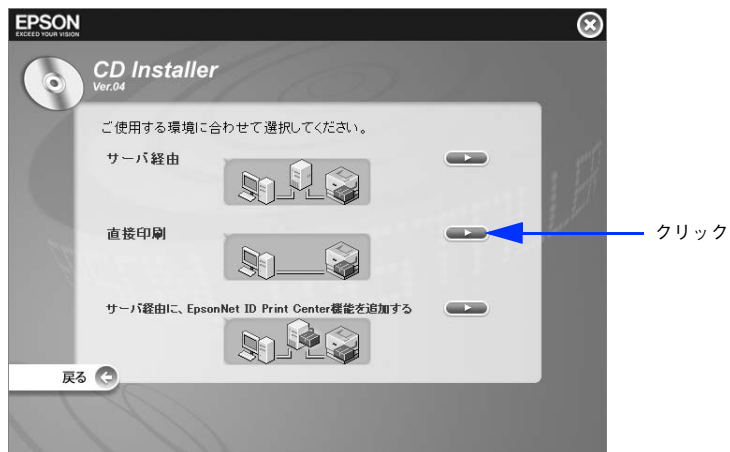 EPSON
EXCEED YOUR VISION
CD Installer
Ver.04
ご使用する環境に合わせて選択してください。
サーバ経由
直接印刷
クリック
サーバ経由に、EpsonNet ID Print Center機能を追加する
戻る